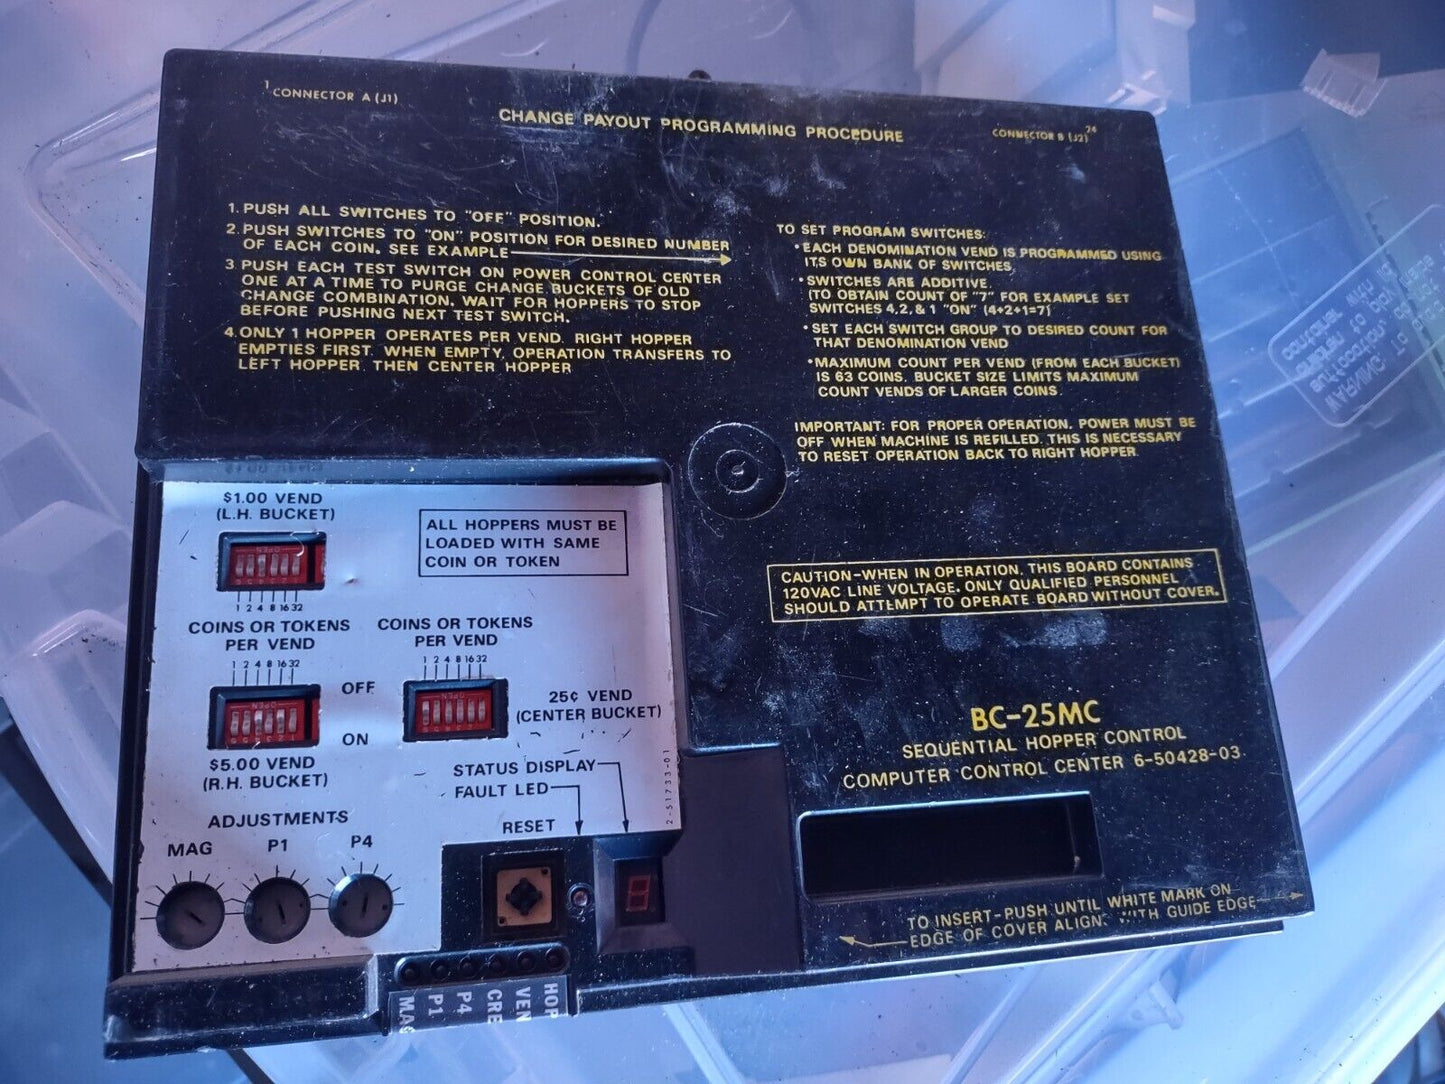 1
CONNECTOR A (J1)
CHANGE PAYOUT PROGRAMMING PROCEDURE
24
CONNECTOR B (J2)
1. PUSH ALL SWITCHES TO "OFF" POSITION.
2. PUSH SWITCHES TO "ON" POSITION FOR DESIRED NUMBER
OF EACH COIN. SEE EXAMPLE
3. PUSH EACH TEST SWITCH ON POWER CONTROL CENTER
ONE AT A TIME TO PURGE CHANGE BUCKETS OF OLD
CHANGE COMBINATION. WAIT FOR HOPPERS TO STOP
BEFORE PUSHING NEXT TEST SWITCH.
4. ONLY 1 HOPPER OPERATES PER VEND. RIGHT HOPPER
EMPTIES FIRST. WHEN EMPTY, OPERATION TRANSFERS TO
LEFT HOPPER THEN CENTER HOPPER
TO SET PROGRAM SWITCHES:
• EACH DENOMINATION VEND IS PROGRAMMED USING
ITS OWN BANK OF SWITCHES.
• SWITCHES ARE ADDITIVE.
(TO OBTAIN COUNT OF "7" FOR EXAMPLE SET
SWITCHES 4, 2, & 1 "ON" (4+2+1=7)
• SET EACH SWITCH GROUP TO DESIRED COUNT FOR
THAT DENOMINATION VEND
• MAXIMUM COUNT PER VEND (FROM EACH BUCKET)
IS 63 COINS. BUCKET SIZE LIMITS MAXIMUM
COUNT VENDS OF LARGER COINS.
IMPORTANT: FOR PROPER OPERATION, POWER MUST BE
OFF WHEN MACHINE IS REFILLED. THIS IS NECESSARY
TO RESET OPERATION BACK TO RIGHT HOPPER.
$1.00 VEND
(L.H. BUCKET)
OPEN
1 2 4 8 16 32
ALL HOPPERS MUST BE
LOADED WITH SAME
COIN OR TOKEN
COINS OR TOKENS
PER VEND
1 2 4 8 16 32
OPEN
COINS OR TOKENS
PER VEND
1 2 4 8 16 32
OPEN
OFF
ON
25¢ VEND
(CENTER BUCKET)
$5.00 VEND
(R.H. BUCKET)
STATUS DISPLAY
FAULT LED
2-51733-01
RESET
ADJUSTMENTS
MAG P1 P4
MAG
P1
P4
CRE
VEN
HOP
CAUTION-WHEN IN OPERATION, THIS BOARD CONTAINS
120VAC LINE VOLTAGE. ONLY QUALIFIED PERSONNEL
SHOULD ATTEMPT TO OPERATE BOARD WITHOUT COVER.
BC-25MC
SEQUENTIAL HOPPER CONTROL
COMPUTER CONTROL CENTER 6-50428-03
TO INSERT-PUSH UNTIL WHITE MARK ON
EDGE OF COVER ALIGNS WITH GUIDE EDGE
WARNING